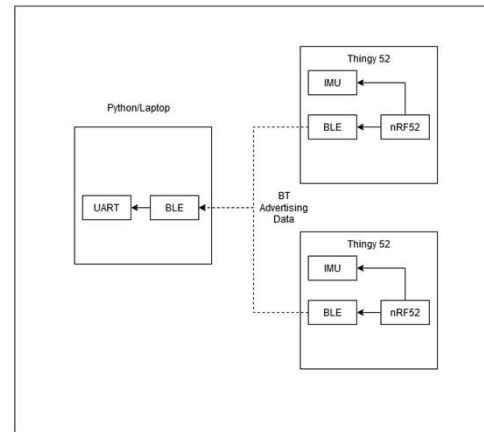 Thingy 52
IMU
BLE
nRF52
Python/Laptop
UART
BLE
BT
Advertising
Data
Thingy 52
IMU
BLE
nRF52